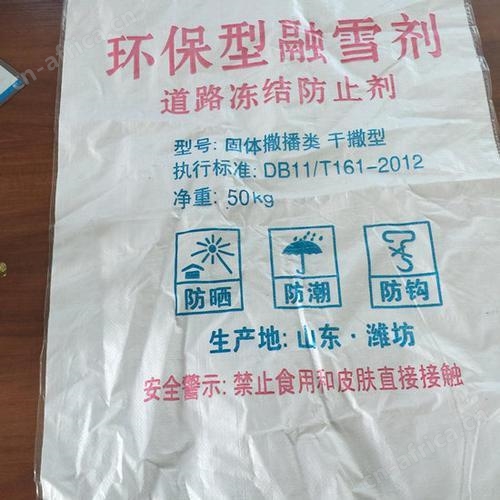 环保型融雪剂
道路冻结防止剂
型号: 固体撒播类 干撒型
执行标准: DB11/T161-2012
净重: 50kg
防晒 防潮 防钩
生产地: 山东·潍坊
安全警示: 禁止食用和皮肤直接接触